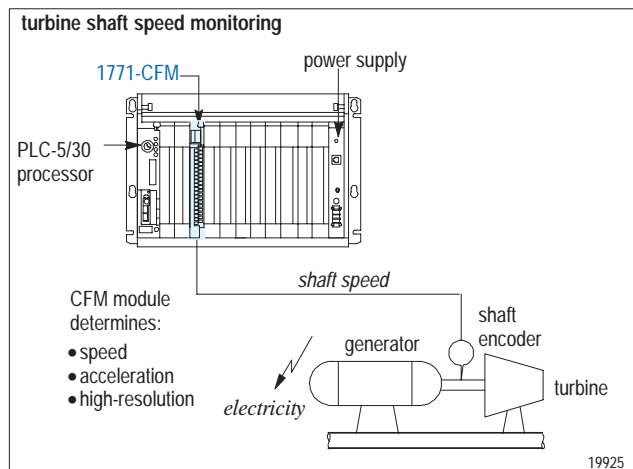 turbine shaft speed monitoring
1771-CFM
power supply
PLC-5/30
processor
shaft speed
CFM module
determines:
• speed
• acceleration
• high-resolution
shaft
encoder
generator
turbine
electricity
19925